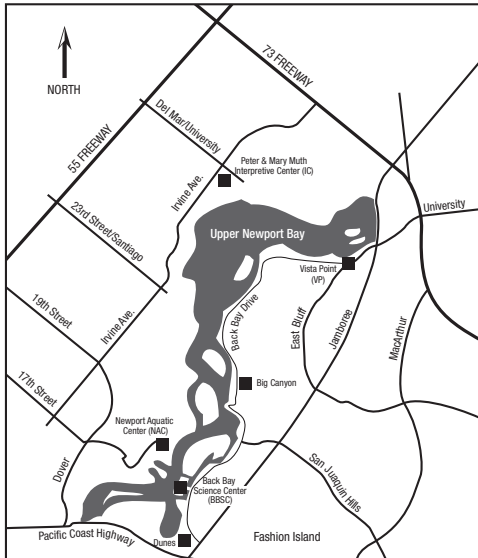 73 FREEWAY
NORTH
55 FREEWAY
Del Mar/University
Peter & Mary Muth
Interpretive Center (IC)
Irvine Ave.
University
23rd Street/Santiago
Upper Newport Bay
Vista Point
(VP)
19th Street
Irvine Ave.
Back Bay Drive
East Bluff
Jamboree
MacArthur
17th Street
Big Canyon
Newport Aquatic
Center (NAC)
Dover
San Juaquin Hills
Back Bay
Science Center
(BBSC)
Pacific Coast Highway
Dunes
Fashion Island